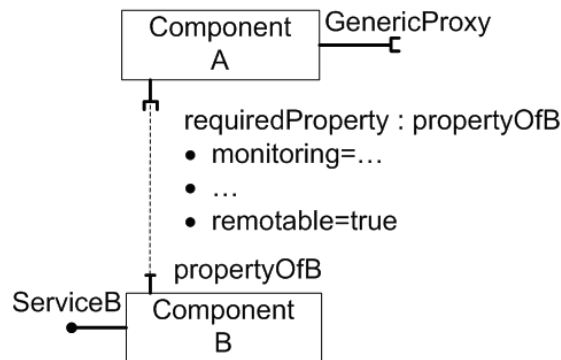 Component
A
GenericProxy
requiredProperty : propertyOfB
• monitoring=...
• ...
• remotable=true
propertyOfB
ServiceB
Component
B